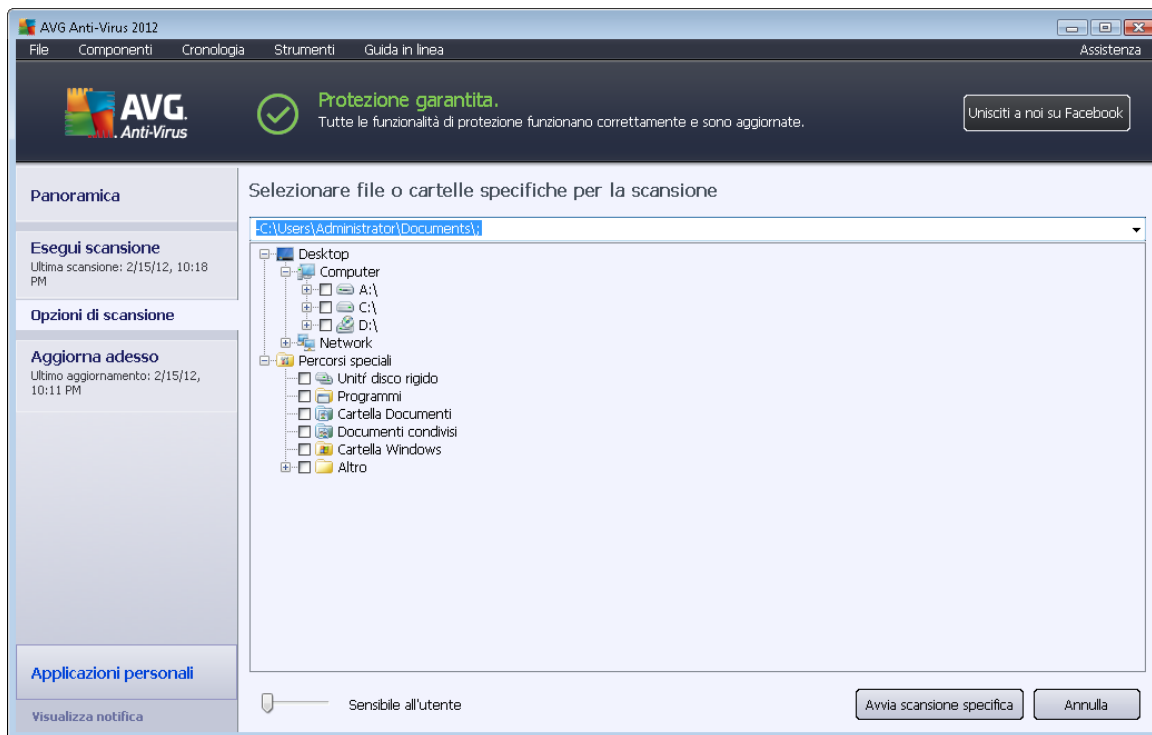 AVG Anti-Virus 2012
File Componenti Cronologia Strumenti Guida in linea Assistenza
AVG.
Anti-Virus
Protezione garantita.
Tutte le funzionalità di protezione funzionano correttamente e sono aggiornate.
Unisciti a noi su Facebook
Panoramica
Esegui scansione
Ultima scansione: 2/15/12, 10:18
PM
Opzioni di scansione
Aggiorna adesso
Ultimo aggiornamento: 2/15/12,
10:11 PM
Applicazioni personali
Visualizza notifica
Selezionare file o cartelle specifiche per la scansione
-C:\Users\Administrator\Documents\;
Desktop
Computer
A:\
C:\
D:\
Network
Percorsi speciali
Unitŕ disco rigido
Programmi
Cartella Documenti
Documenti condivisi
Cartella Windows
Altro
Sensibile all'utente
Avvia scansione specifica
Annulla